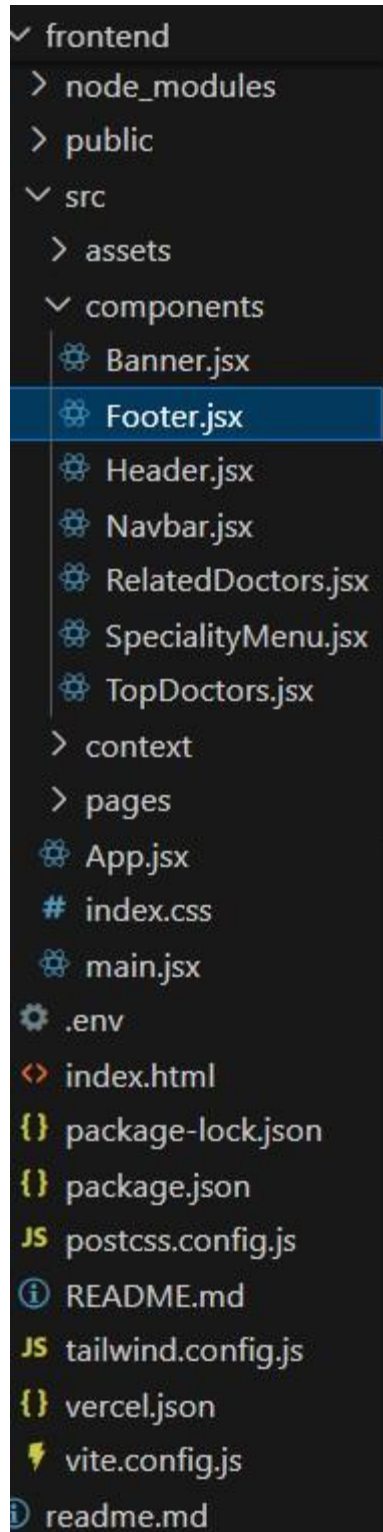 frontend
node_modules
public
src
assets
components
Banner.jsx
Footer.jsx
Header.jsx
Navbar.jsx
RelatedDoctors.jsx
SpecialityMenu.jsx
TopDoctors.jsx
context
pages
App.jsx
# index.css
main.jsx
.env
<> index.html
{} package-lock.json
{} package.json
JS postcss.config.js
README.md
JS tailwind.config.js
{} vercel.json
vite.config.js
readme.md